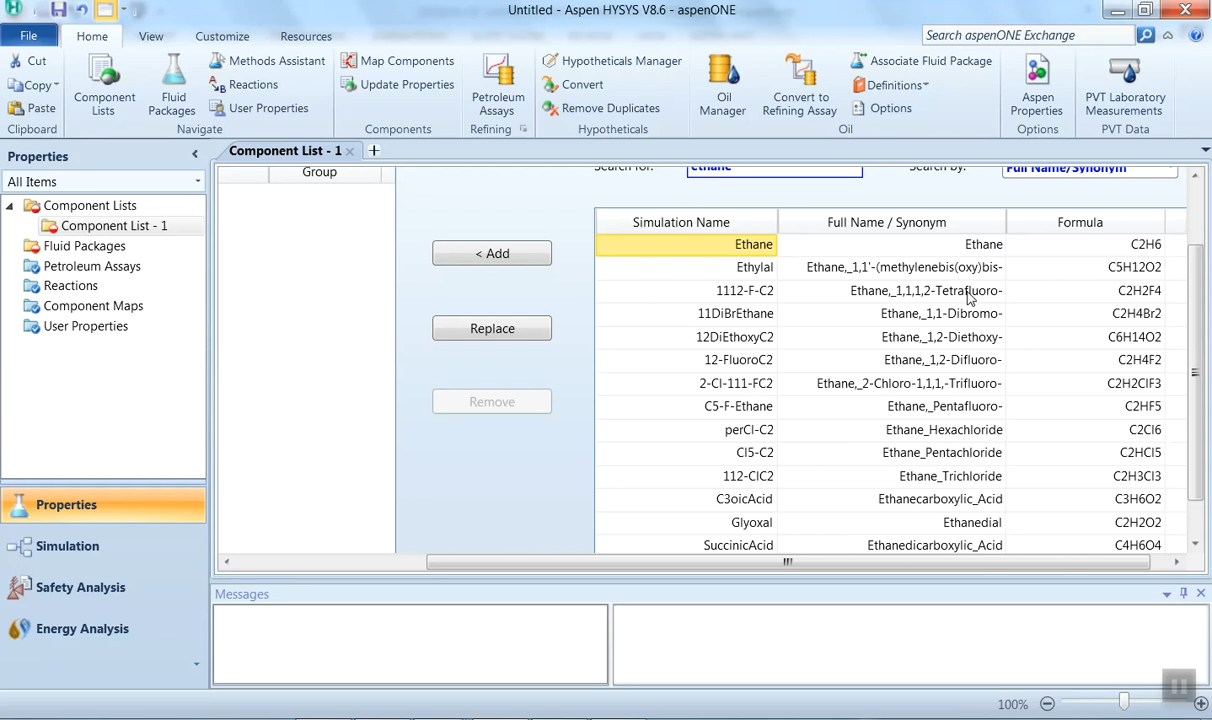 Untitled - Aspen HYSYS V8.6 - aspenONE
File Home View Customize Resources
Search aspenONE Exchange
Cut
Copy
Paste
Clipboard
Component Lists
Fluid Packages
Methods Assistant
Reactions
User Properties
Navigate
Map Components
Update Properties
Components
Petroleum Assays
Refining
Hypotheticals Manager
Convert
Remove Duplicates
Hypotheticals
Oil Manager
Convert to Refining Assay
Associate Fluid Package
Definitions
Options
Oil
Aspen Properties
Options
PVT Laboratory Measurements
PVT Data
Properties
All Items
Component Lists
Component List - 1
Fluid Packages
Petroleum Assays
Reactions
Component Maps
User Properties
Properties
Simulation
Safety Analysis
Energy Analysis
Component List - 1
Group
Search for: ethane Search by: Full Name/Synonym
< Add
Replace
Remove
Simulation Name Full Name / Synonym Formula
Ethane Ethane C2H6
Ethylal Ethane,_1,1'-(methylenebis(oxy)bis- C5H12O2
1112-F-C2 Ethane,_1,1,1,2-Tetrafluoro- C2H2F4
11DiBrEthane Ethane,_1,1-Dibromo- C2H4Br2
12DiEthoxyC2 Ethane,_1,2-Diethoxy- C6H14O2
12-FluoroC2 Ethane,_1,2-Difluoro- C2H4F2
2-Cl-111-FC2 Ethane,_2-Chloro-1,1,1,-Trifluoro- C2H2ClF3
C5-F-Ethane Ethane,_Pentafluoro- C2HF5
perCl-C2 Ethane_Hexachloride C2Cl6
Cl5-C2 Ethane_Pentachloride C2HCl5
112-ClC2 Ethane_Trichloride C2H3Cl3
C3oicAcid Ethanecarboxylic_Acid C3H6O2
Glyoxal Ethanedial C2H2O2
SuccinicAcid Ethanedicarboxylic_Acid C4H6O4
Messages
100%